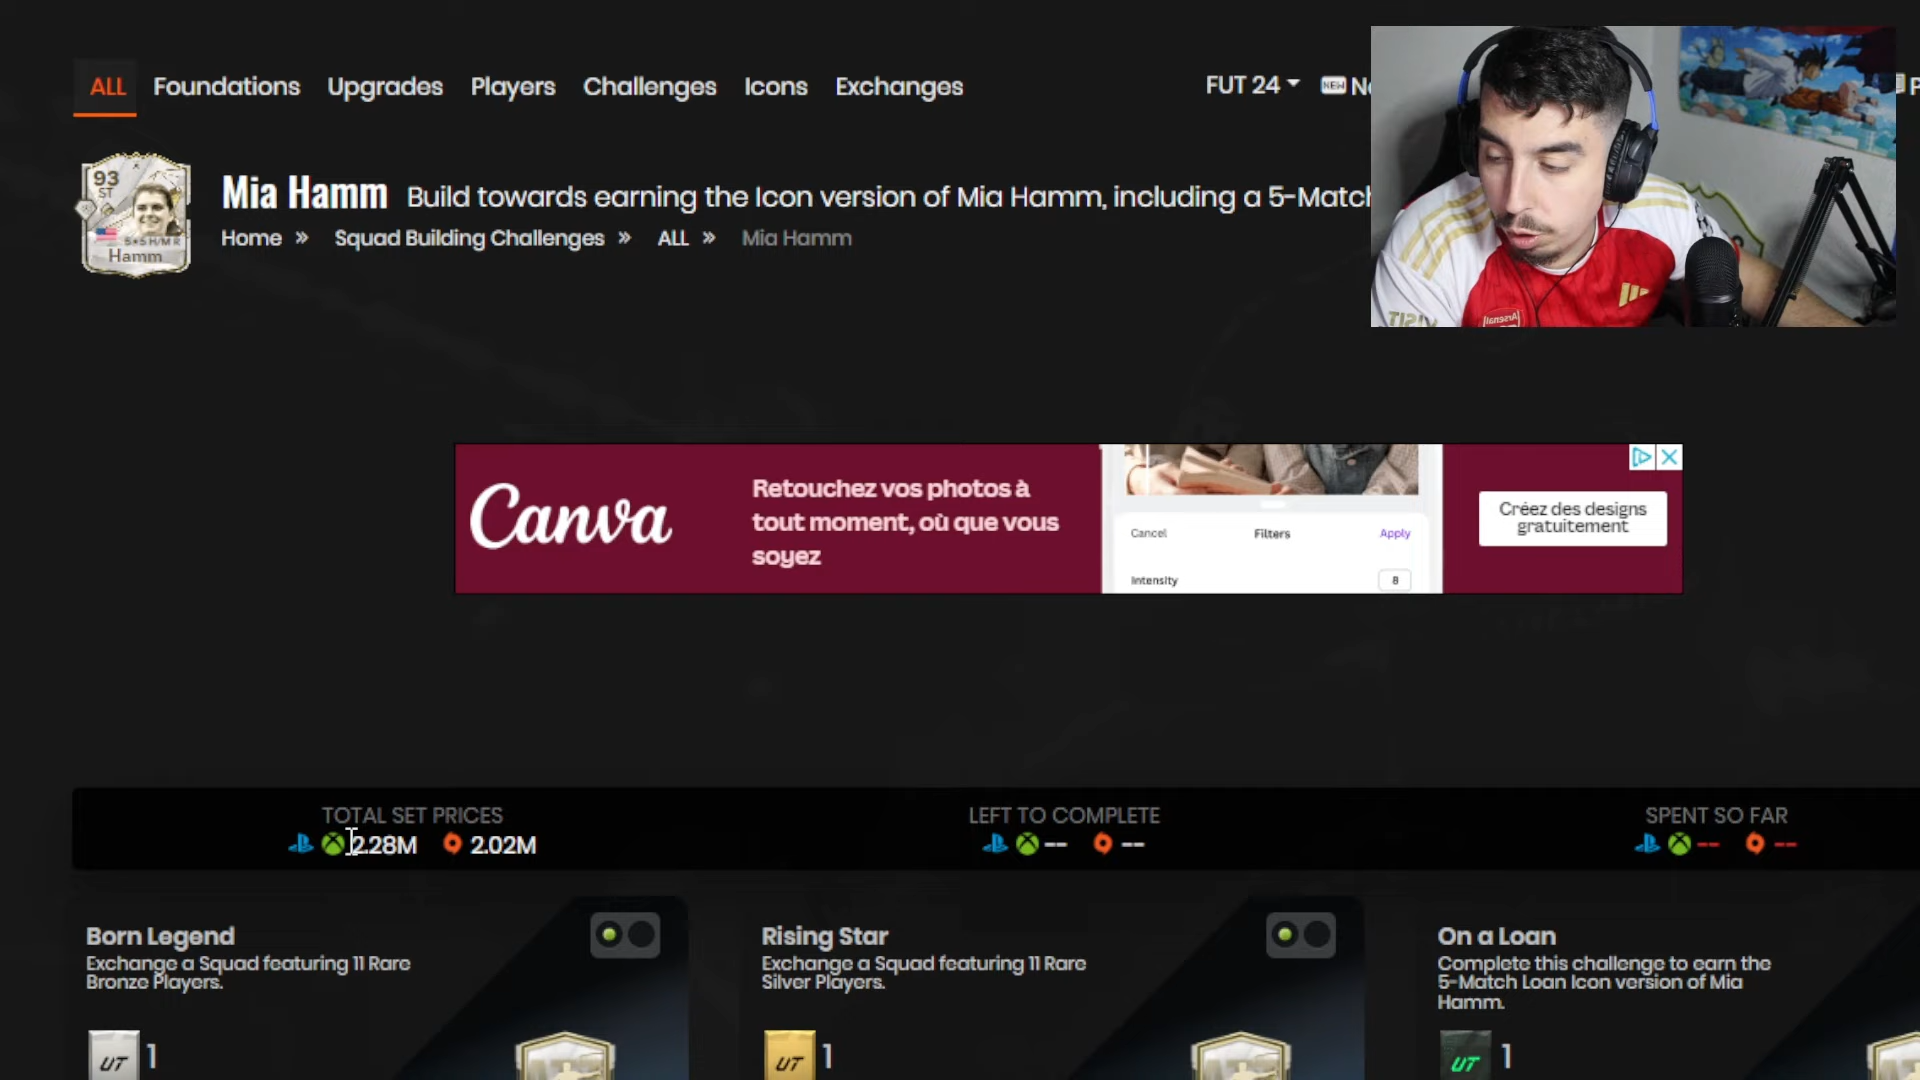 ALL Foundations Upgrades Players Challenges Icons Exchanges FUT 24 NEW
93
ST
5★5 H/M R
Hamm
Mia Hamm Build towards earning the Icon version of Mia Hamm, including a 5-Match
Home » Squad Building Challenges » ALL » Mia Hamm
Canva
Retouchez vos photos à
tout moment, où que vous
soyez
Cancel Filters Apply
Intensity 8
Créez des designs
gratuitement
TOTAL SET PRICES
2.28M 2.02M
LEFT TO COMPLETE
-- --
SPENT SO FAR
-- --
Born Legend
Exchange a Squad featuring 11 Rare
Bronze Players.
UT 1
Rising Star
Exchange a Squad featuring 11 Rare
Silver Players.
UT 1
On a Loan
Complete this challenge to earn the
5-Match Loan Icon version of Mia
Hamm.
UT 1
Arsenal